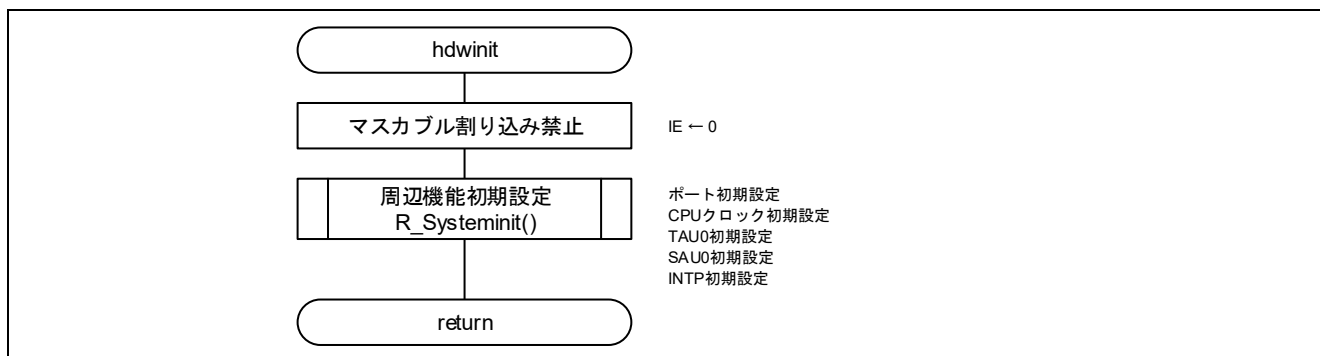 hdwinit
マスカブル割り込み禁止
IE ← 0
周辺機能初期設定
R_Systeminit()
ポート初期設定
CPUクロック初期設定
TAU0初期設定
SAU0初期設定
INTP初期設定
return